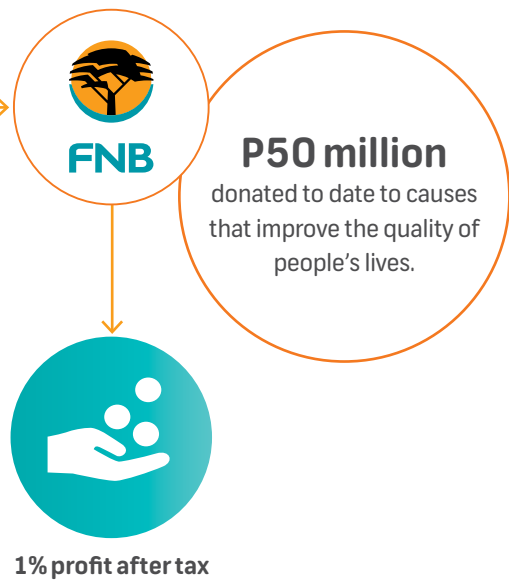 FNB
P50 million
donated to date to causes
that improve the quality of
people’s lives.
1% profit after tax